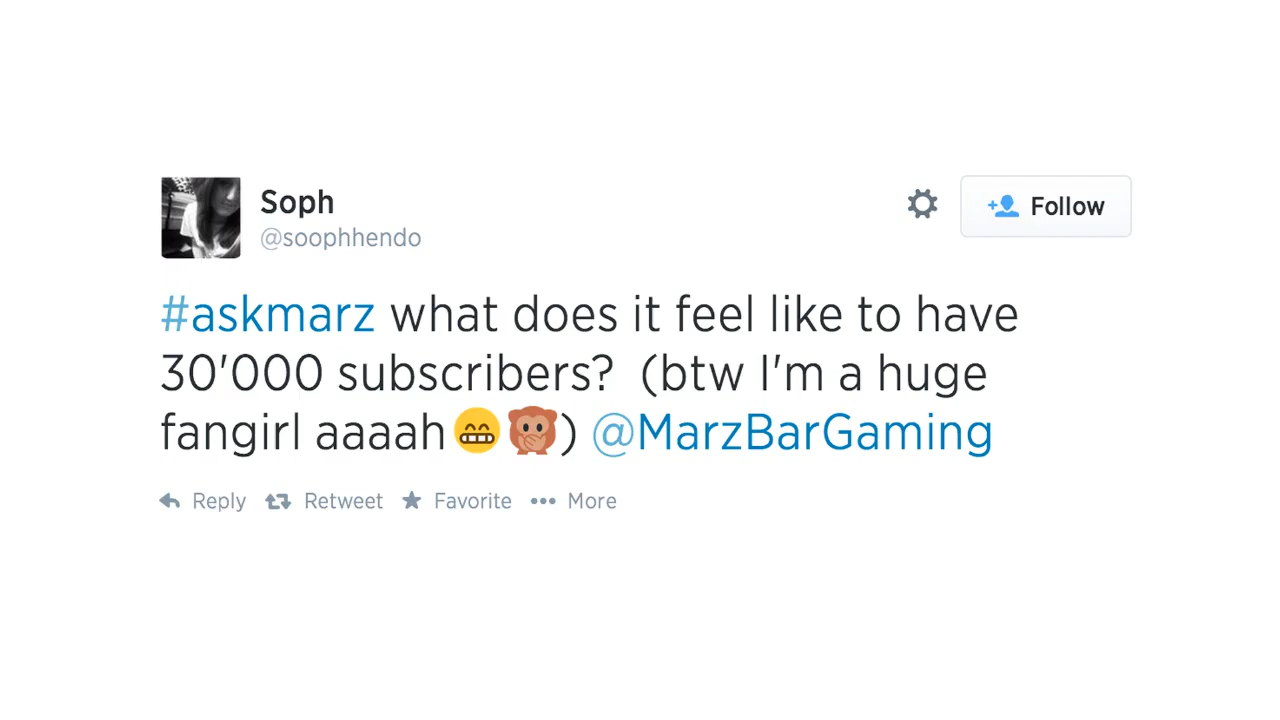 Soph
@soophhendo
Follow
#askmarz what does it feel like to have
30'000 subscribers?  (btw I'm a huge
fangirl aaaah😁🙊) @MarzBarGaming
Reply Retweet Favorite More